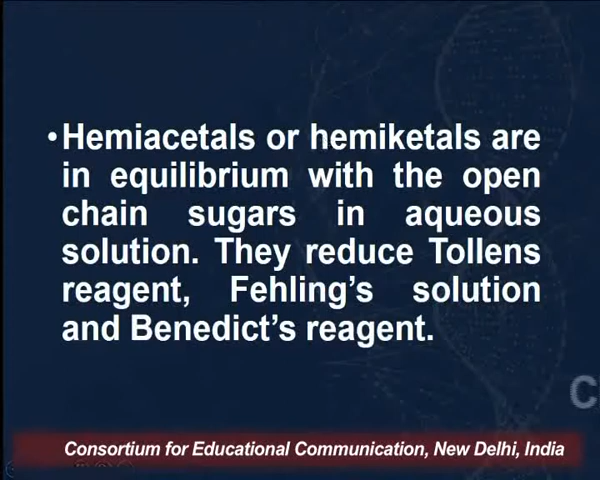 •Hemiacetals or hemiketals are
in equilibrium with the open
chain sugars in aqueous
solution. They reduce Tollens
reagent, Fehling's solution
and Benedict's reagent.
C
Consortium for Educational Communication, New Delhi, India